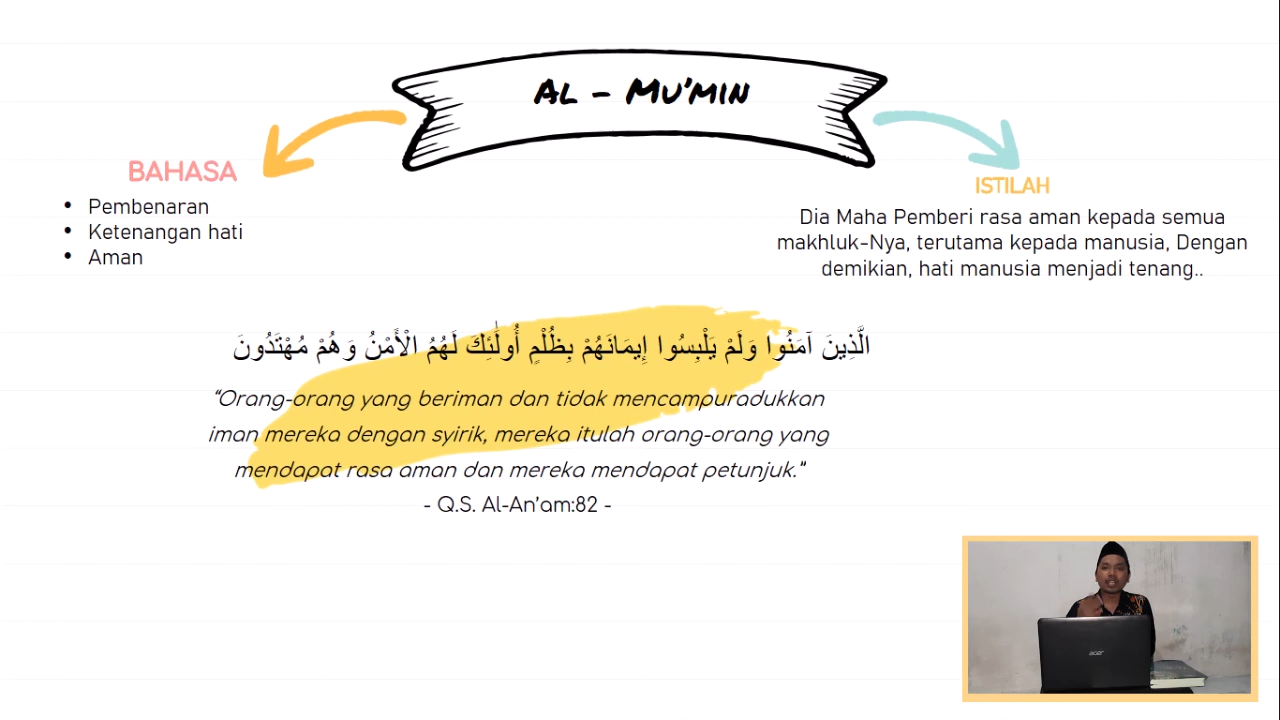 AL - MU'MIN
BAHASA
• Pembenaran
• Ketenangan hati
• Aman
ISTILAH
Dia Maha Pemberi rasa aman kepada semua
makhluk-Nya, terutama kepada manusia, Dengan
demikian, hati manusia menjadi tenang..
الَّذِينَ آمَنُوا وَلَمْ يَلْبِسُوا إِيمَانَهُمْ بِظُلْمٍ أُولَٰئِكَ لَهُمُ الْأَمْنُ وَهُمْ مُهْتَدُونَ
“Orang-orang yang beriman dan tidak mencampuradukkan
iman mereka dengan syirik, mereka itulah orang-orang yang
mendapat rasa aman dan mereka mendapat petunjuk.”
- Q.S. Al-An’am:82 -
acer